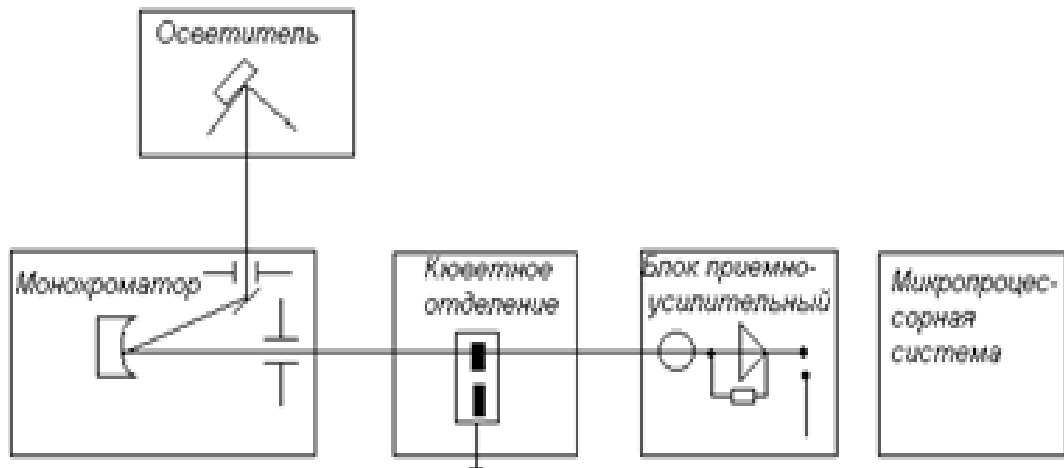 Осветитель
Монохроматор
Кюветное
отделение
Блок приемно-
усилительный
Микропроцес-
сорная
система